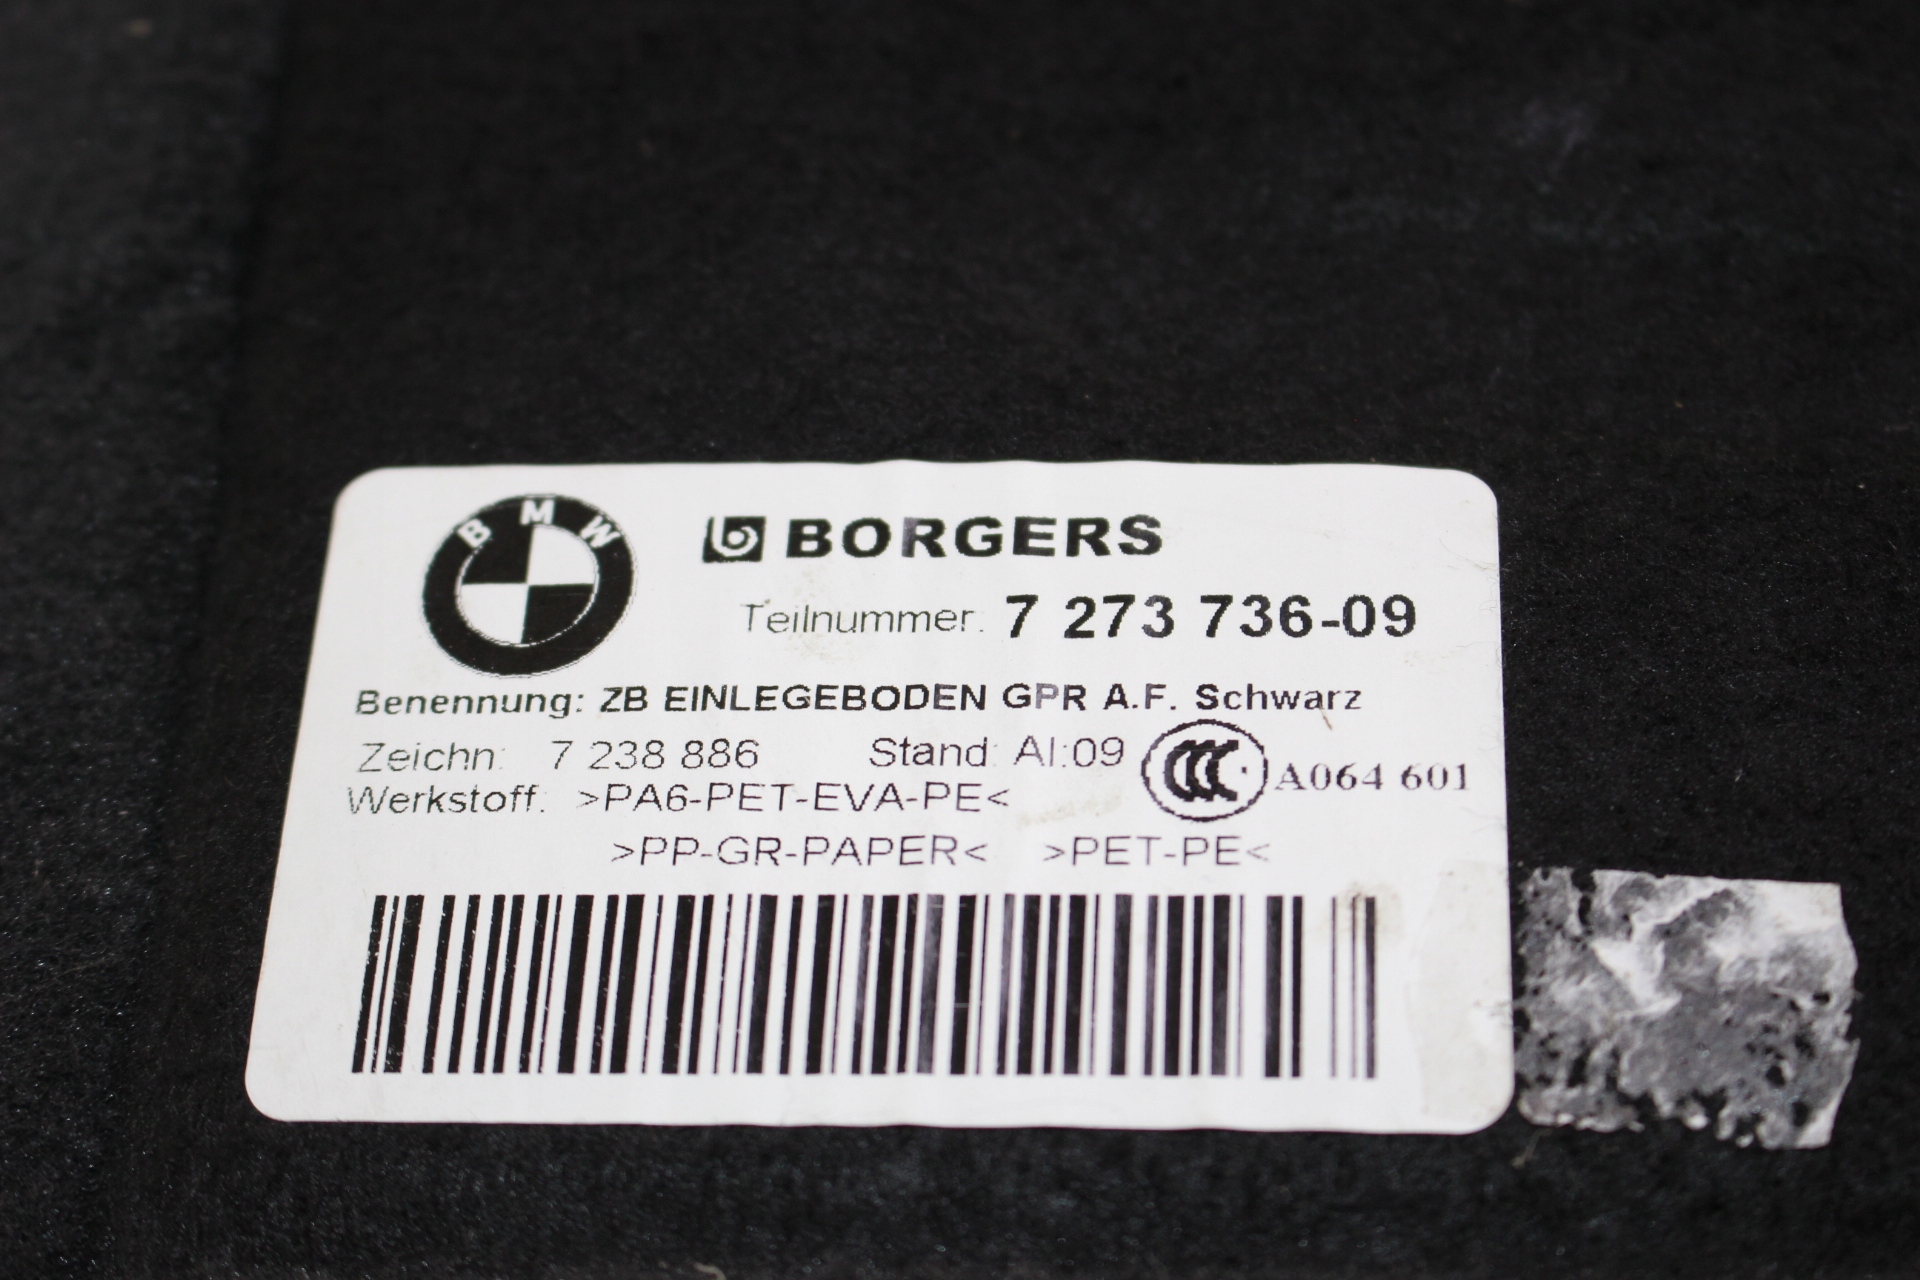 BMW
BORGERS
Teilnummer: 7 273 736-09
Benennung: ZB EINLEGEBODEN GPR A.F. Schwarz
Zeichn: 7 238 886 Stand: AI:09 CCC A064 601
Werkstoff: >PA6-PET-EVA-PE<
>PP-GR-PAPER< >PET-PE<